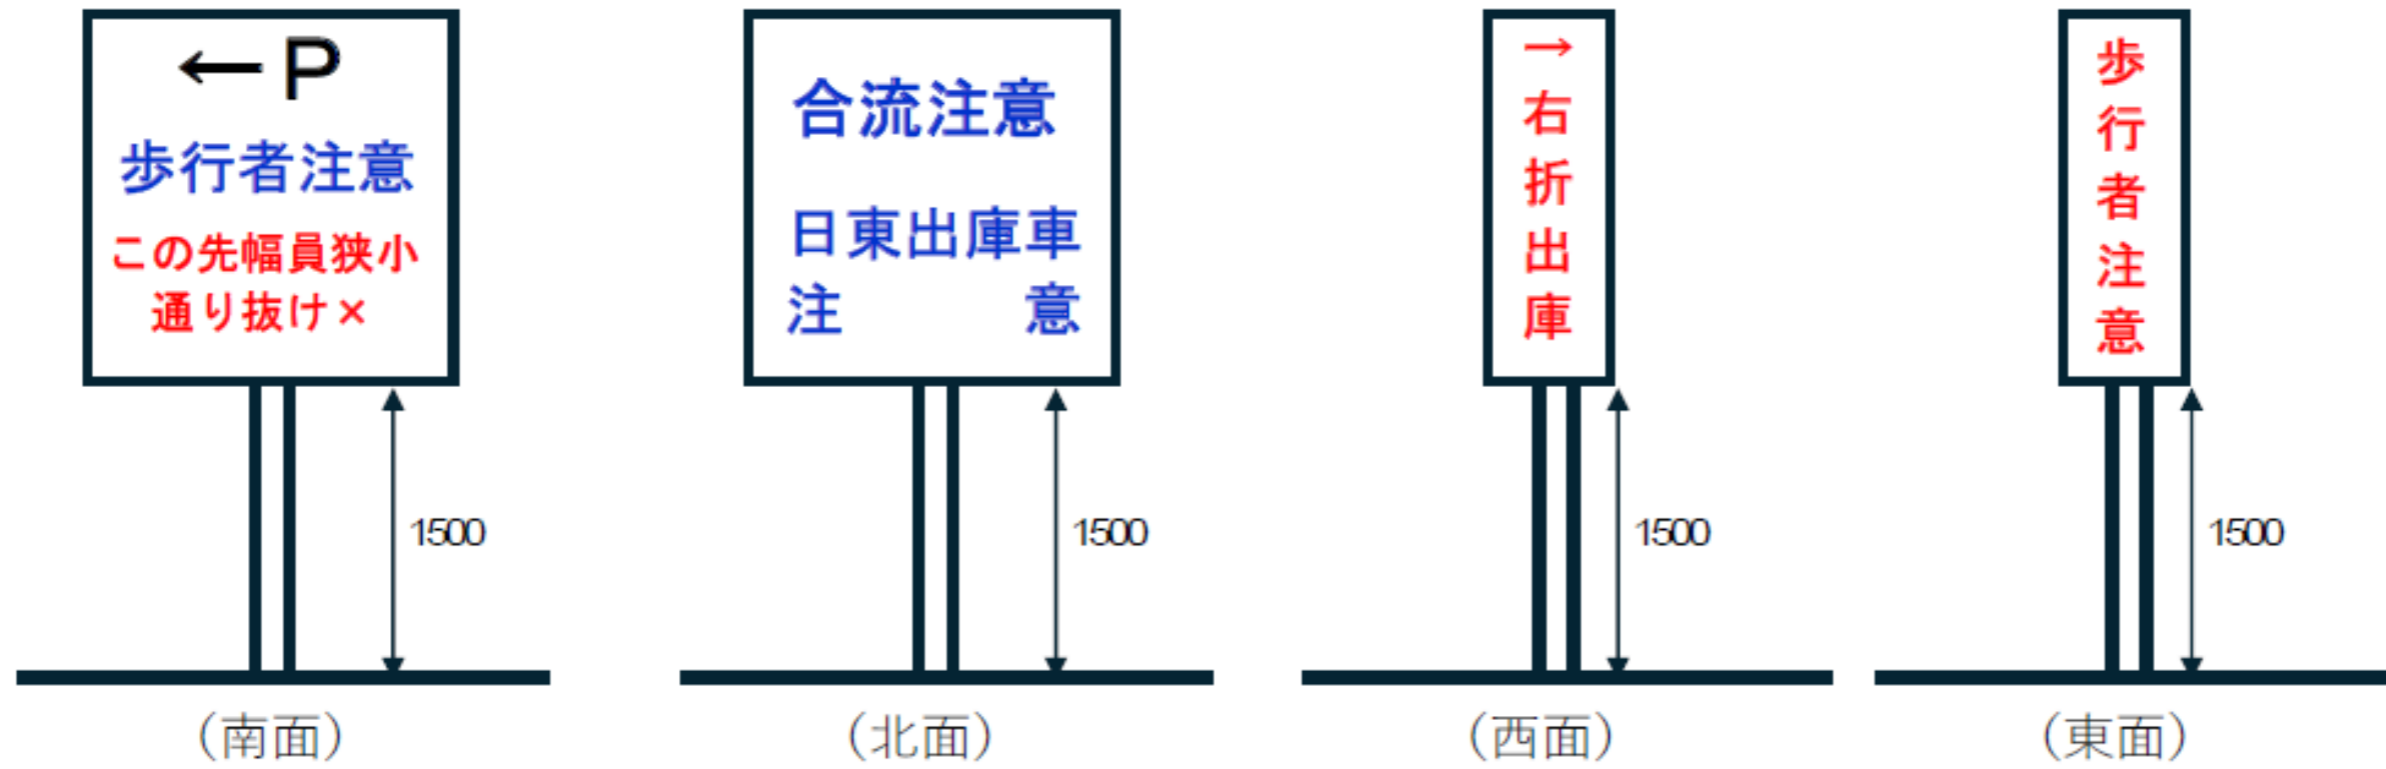 ←P
歩行者注意
この先幅員狭小
通り抜け×
1500
(南面)
合流注意
日東出庫車
注　意
1500
(北面)
→右折出庫
1500
(西面)
歩行者注意
1500
(東面)